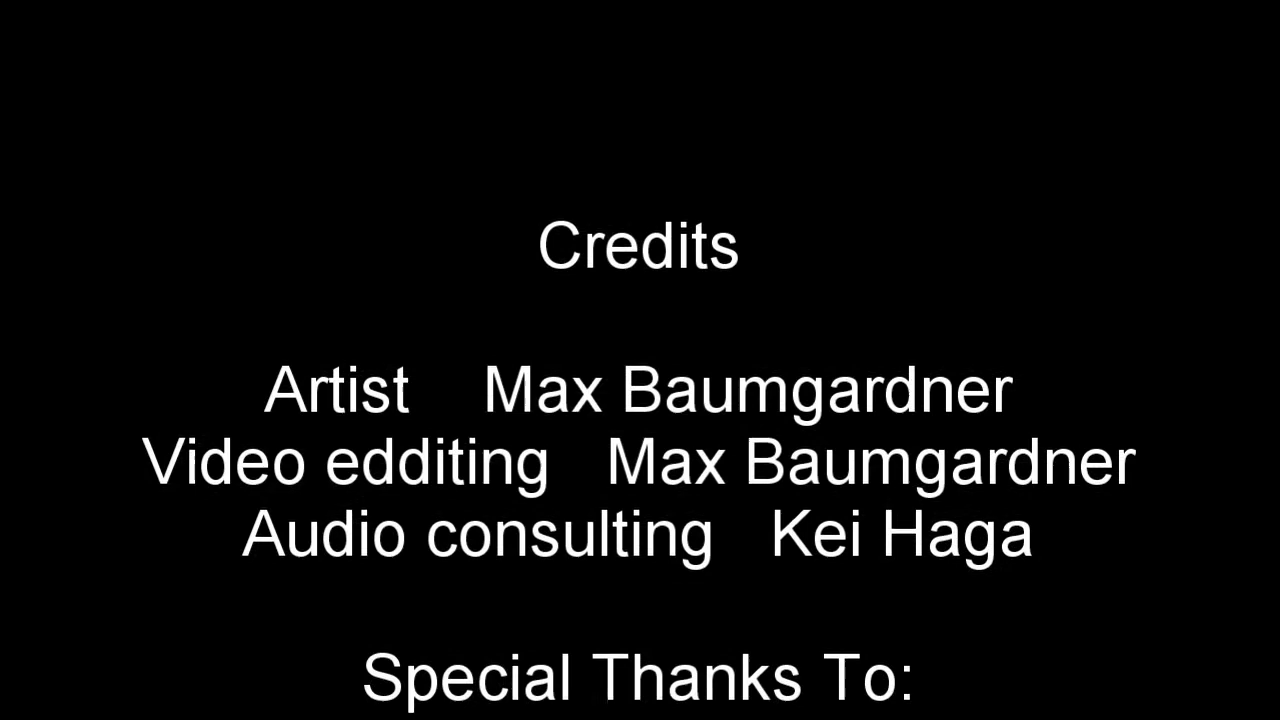 Credits
Artist Max Baumgardner
Video edditing Max Baumgardner
Audio consulting Kei Haga
Special Thanks To: